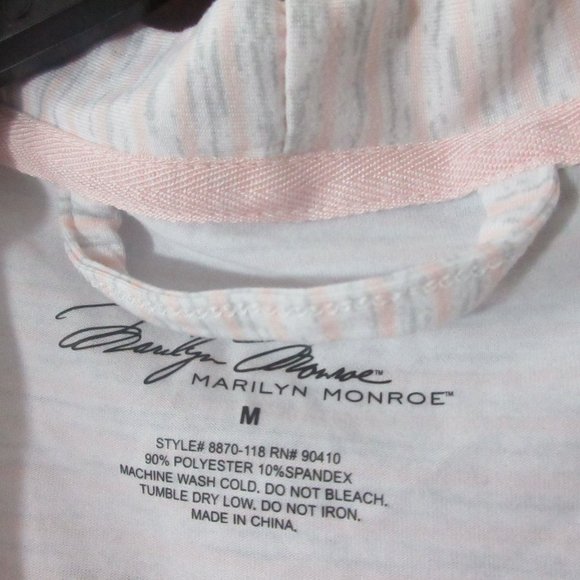 Marilyn Monroe™
MARILYN MONROE™
M
STYLE# 8870-118 RN# 90410
90% POLYESTER 10%SPANDEX
MACHINE WASH COLD. DO NOT BLEACH.
TUMBLE DRY LOW. DO NOT IRON.
MADE IN CHINA.